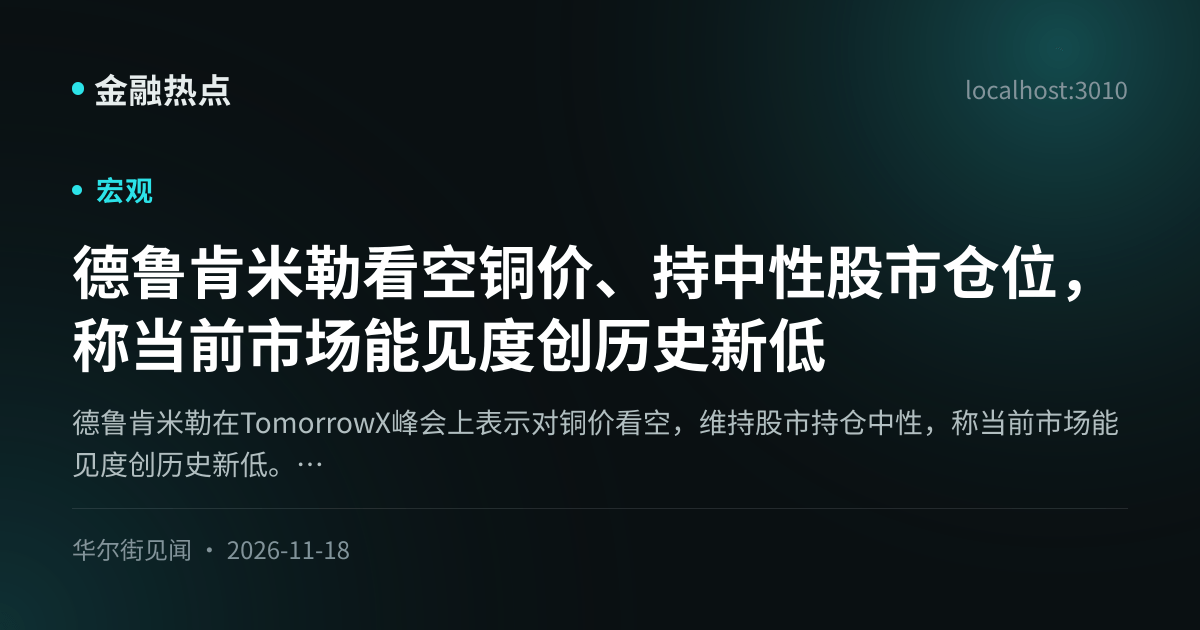 金融热点
localhost:3010
宏观
德鲁肯米勒看空铜价、持中性股市仓位，
称当前市场能见度创历史新低
德鲁肯米勒在TomorrowX峰会上表示对铜价看空，维持股市持仓中性，称当前市场能
见度创历史新低。…
华尔街见闻 · 2026-11-18